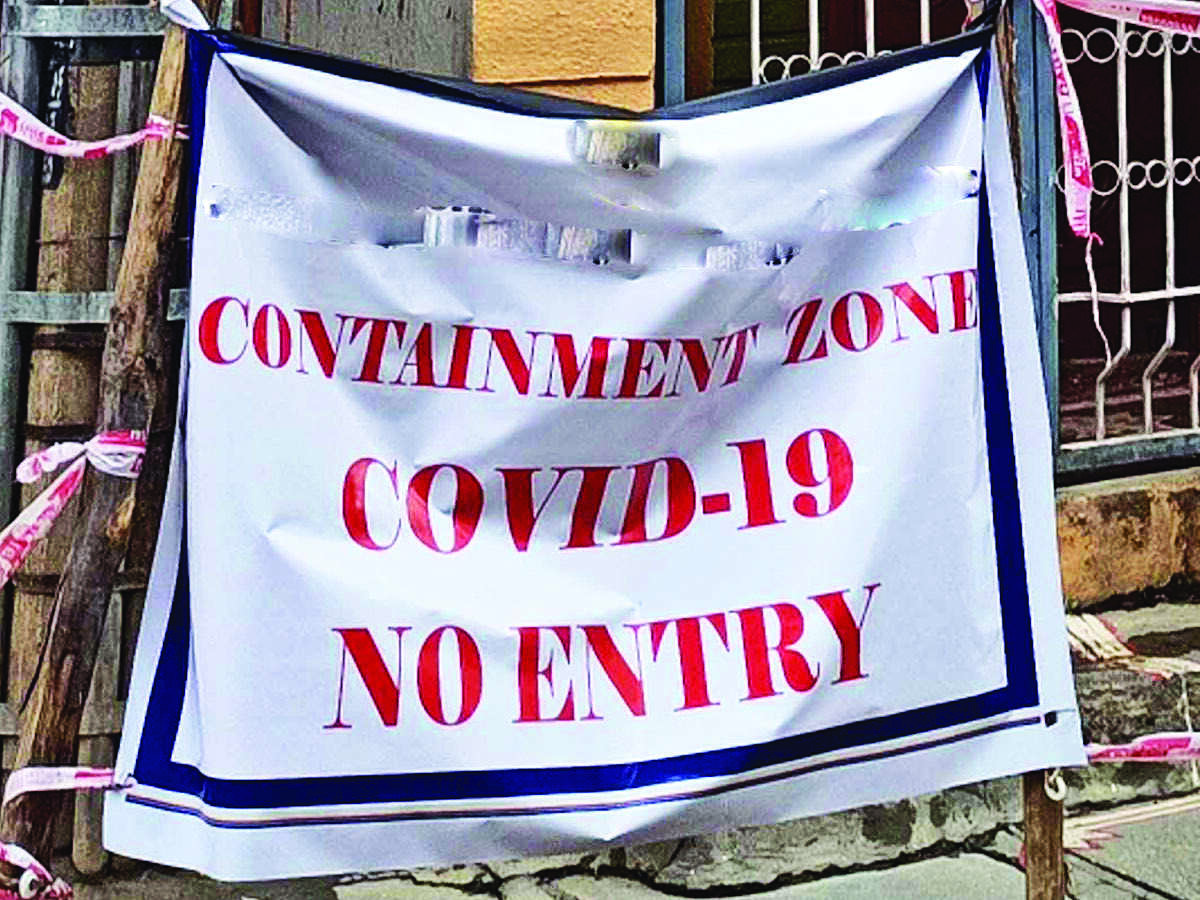 CONTAINMENT ZONE
COVID-19
NO ENTRY